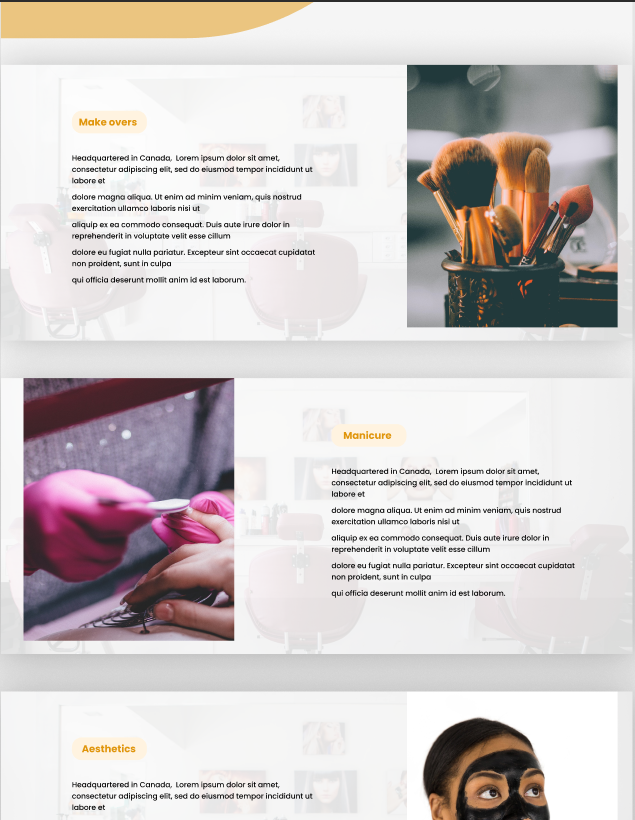 Make overs
Headquartered in Canada,  Lorem ipsum dolor sit amet,
consectetur adipiscing elit, sed do eiusmod tempor incididunt ut
labore et
dolore magna aliqua. Ut enim ad minim veniam, quis nostrud
exercitation ullamco laboris nisi ut
aliquip ex ea commodo consequat. Duis aute irure dolor in
reprehenderit in voluptate velit esse cillum
dolore eu fugiat nulla pariatur. Excepteur sint occaecat cupidatat
non proident, sunt in culpa
qui officia deserunt mollit anim id est laborum.
Manicure
Headquartered in Canada,  Lorem ipsum dolor sit amet,
consectetur adipiscing elit, sed do eiusmod tempor incididunt ut
labore et
dolore magna aliqua. Ut enim ad minim veniam, quis nostrud
exercitation ullamco laboris nisi ut
aliquip ex ea commodo consequat. Duis aute irure dolor in
reprehenderit in voluptate velit esse cillum
dolore eu fugiat nulla pariatur. Excepteur sint occaecat cupidatat
non proident, sunt in culpa
qui officia deserunt mollit anim id est laborum.
Aesthetics
Headquartered in Canada,  Lorem ipsum dolor sit amet,
consectetur adipiscing elit, sed do eiusmod tempor incididunt ut
labore et